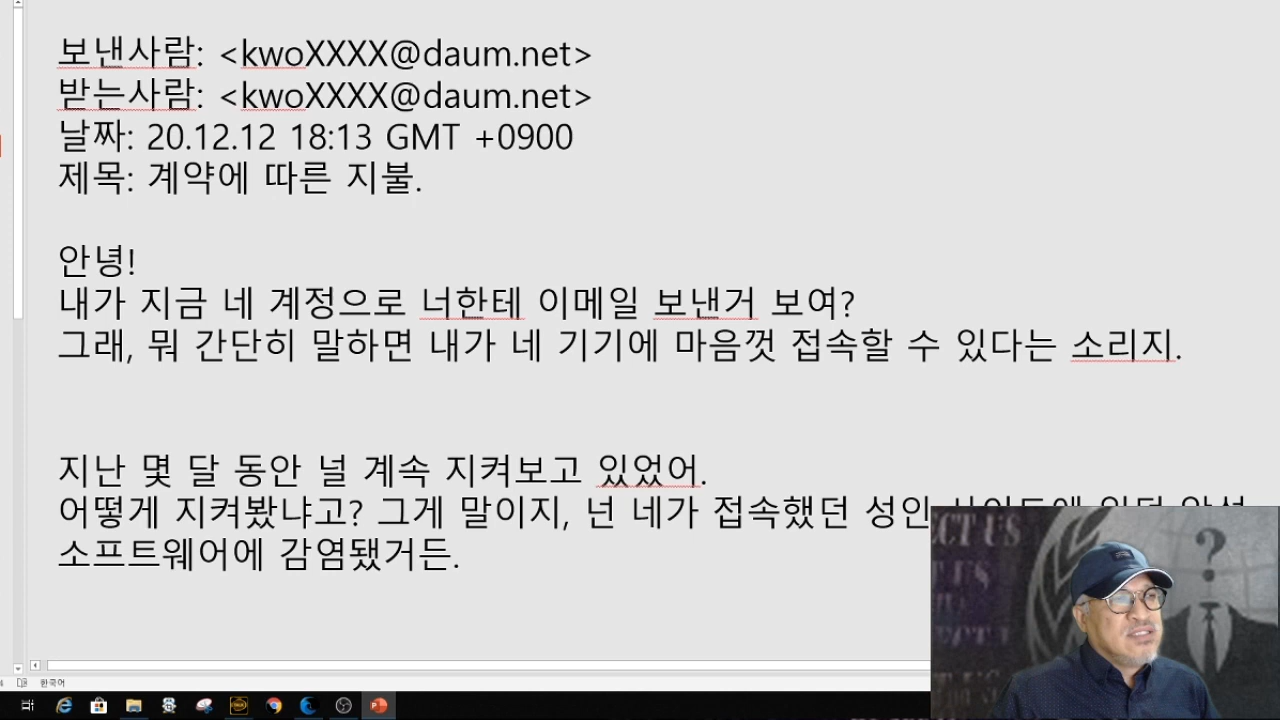 보낸사람: <kwoXXXX@daum.net>
받는사람: <kwoXXXX@daum.net>
날짜: 20.12.12 18:13 GMT +0900
제목: 계약에 따른 지불.
안녕!
내가 지금 네 계정으로 너한테 이메일 보낸거 보여?
그래, 뭐 간단히 말하면 내가 네 기기에 마음껏 접속할 수 있다는 소리지.
지난 몇 달 동안 널 계속 지켜보고 있었어.
어떻게 지켜봤냐고? 그게 말이지, 넌 네가 접속했던 성인
소프트웨어에 감염됐거든.
한국어